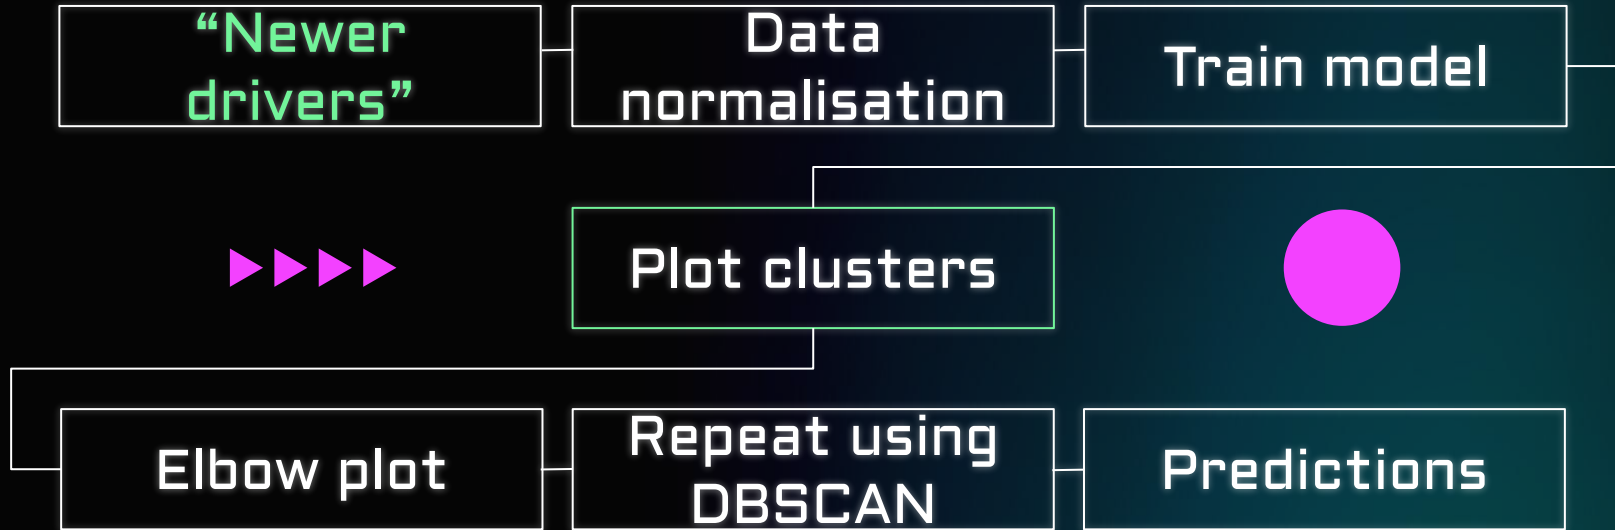 “Newer
drivers”
Data
normalisation
Train model
Plot clusters
Elbow plot
Repeat using
DBSCAN
Predictions